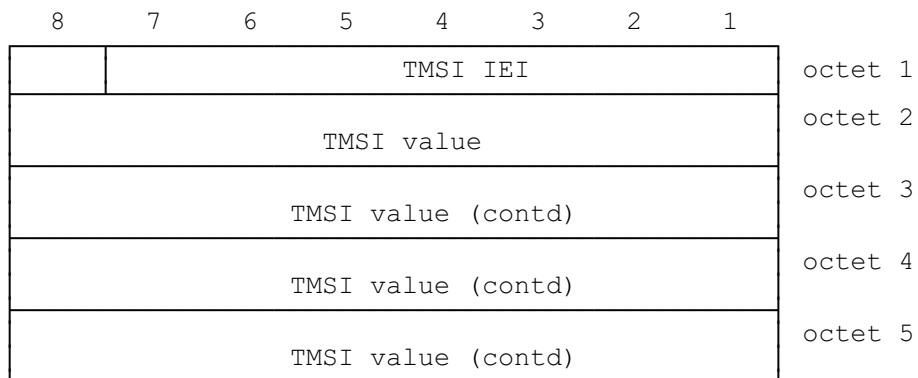 8 7 6 5 4 3 2 1
TMSI IEI octet 1
octet 2
TMSI value
octet 3
TMSI value (contd)
octet 4
TMSI value (contd)
octet 5
TMSI value (contd)